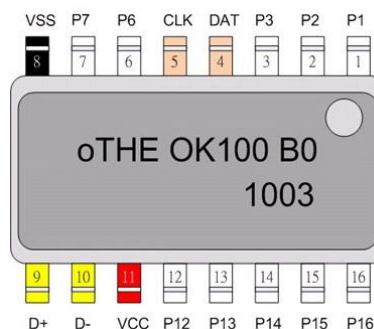 VSS P7 P6 CLK DAT P3 P2 P1
8 7 6 5 4 3 2 1
oTHE OK100 B0
1003
9 10 11 12 13 14 15 16
D+ D- VCC P12 P13 P14 P15 P16